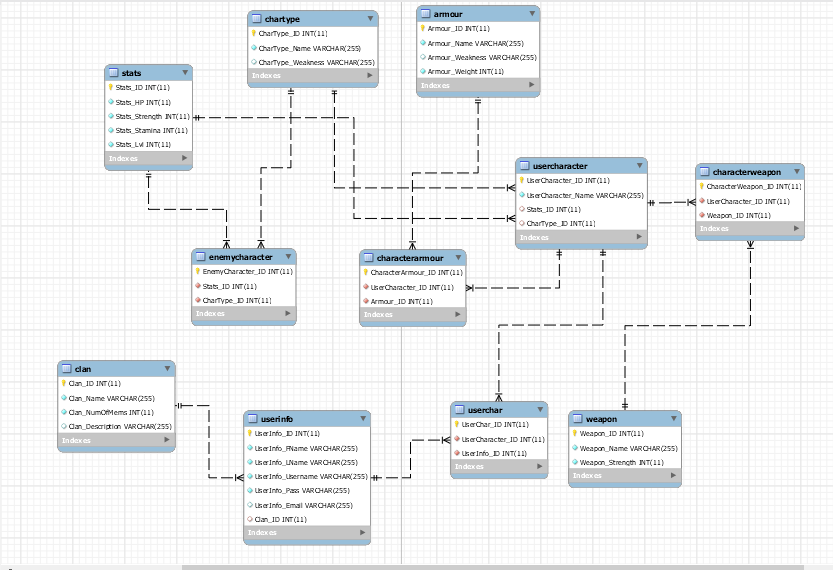 chartype
CharType_ID INT(11)
CharType_Name VARCHAR(255)
CharType_Weakness VARCHAR(255)
Indexes
armour
Armour_ID INT(11)
Armour_Name VARCHAR(255)
Armour_Weakness VARCHAR(255)
Armour_Weight INT(11)
Indexes
stats
Stats_ID INT(11)
Stats_HP INT(11)
Stats_Strength INT(11)
Stats_Stamina INT(11)
Stats_Lvl INT(11)
Indexes
usercharacter
UserCharacter_ID INT(11)
UserCharacter_Name VARCHAR(255)
Stats_ID INT(11)
CharType_ID INT(11)
Indexes
characterweapon
CharacterWeapon_ID INT(11)
UserCharacter_ID INT(11)
Weapon_ID INT(11)
Indexes
enemycharacter
EnemyCharacter_ID INT(11)
Stats_ID INT(11)
CharType_ID INT(11)
Indexes
characterarmour
CharacterArmour_ID INT(11)
UserCharacter_ID INT(11)
Armour_ID INT(11)
Indexes
clan
Clan_ID INT(11)
Clan_Name VARCHAR(255)
Clan_NumOfMems INT(11)
Clan_Description VARCHAR(255)
Indexes
userinfo
UserInfo_ID INT(11)
UserInfo_FName VARCHAR(255)
UserInfo_LName VARCHAR(255)
UserInfo_Username VARCHAR(255)
UserInfo_Pass VARCHAR(255)
UserInfo_Email VARCHAR(255)
Clan_ID INT(11)
Indexes
userchar
UserChar_ID INT(11)
UserCharacter_ID INT(11)
UserInfo_ID INT(11)
Indexes
weapon
Weapon_ID INT(11)
Weapon_Name VARCHAR(255)
Weapon_Strength INT(11)
Indexes